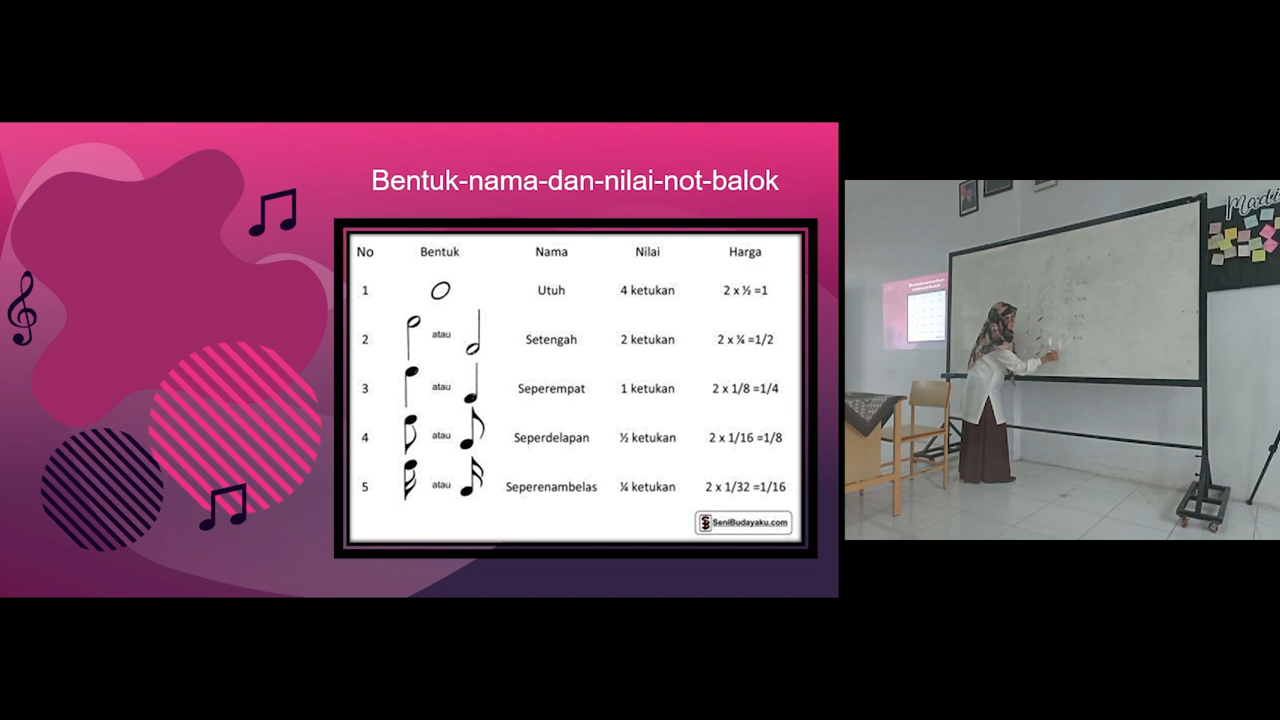 Bentuk-nama-dan-nilai-not-balok
No Bentuk Nama Nilai Harga
1 Utuh 4 ketukan 2 x ½ =1
2 atau Setengah 2 ketukan 2 x ¼ =1/2
3 atau Seperempat 1 ketukan 2 x 1/8 =1/4
4 atau Seperdelapan ½ ketukan 2 x 1/16 =1/8
5 atau Seperenambelas ¼ ketukan 2 x 1/32 =1/16
SeniBudayaku.com